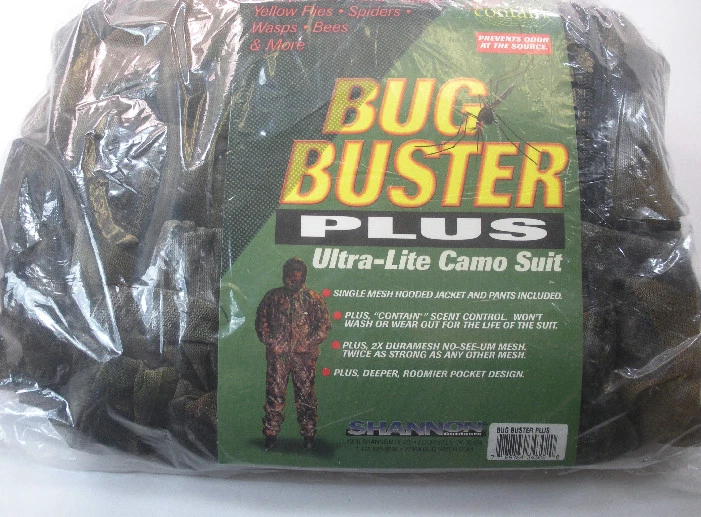 Yellow Flies • Spiders •
Wasps • Bees
& More
contain
PREVENTS ODOR
AT THE SOURCE.
BUG
BUSTER
PLUS
Ultra-Lite Camo Suit
• SINGLE MESH HOODED JACKET AND PANTS INCLUDED.
• PLUS, "CONTAIN" SCENT CONTROL. WON'T
WASH OR WEAR OUT FOR THE LIFE OF THE SUIT.
• PLUS, 2X DURAMESH NO-SEE-UM MESH.
TWICE AS STRONG AS ANY OTHER MESH.
• PLUS, DEEPER, ROOMIER POCKET DESIGN.
SHANNON
Outdoors
BUG BUSTER PLUS